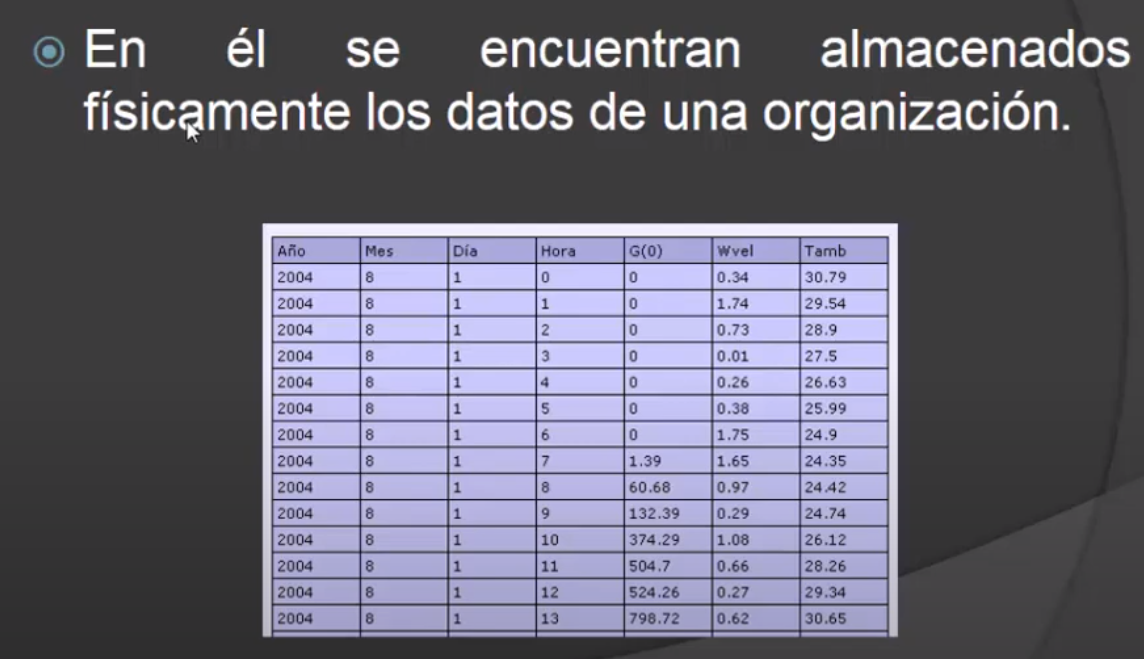 En él se encuentran almacenados
físicamente los datos de una organización.
Año Mes Día Hora G(0) Wvel Tamb
2004 8 1 0 0 0.34 30.79
2004 8 1 1 0 1.74 29.54
2004 8 1 2 0 0.73 28.9
2004 8 1 3 0 0.01 27.5
2004 8 1 4 0 0.26 26.63
2004 8 1 5 0 0.38 25.99
2004 8 1 6 0 1.75 24.9
2004 8 1 7 1.39 1.65 24.35
2004 8 1 8 60.68 0.97 24.42
2004 8 1 9 132.39 0.29 24.74
2004 8 1 10 374.29 1.08 26.12
2004 8 1 11 504.7 0.66 28.26
2004 8 1 12 524.26 0.27 29.34
2004 8 1 13 798.72 0.62 30.65